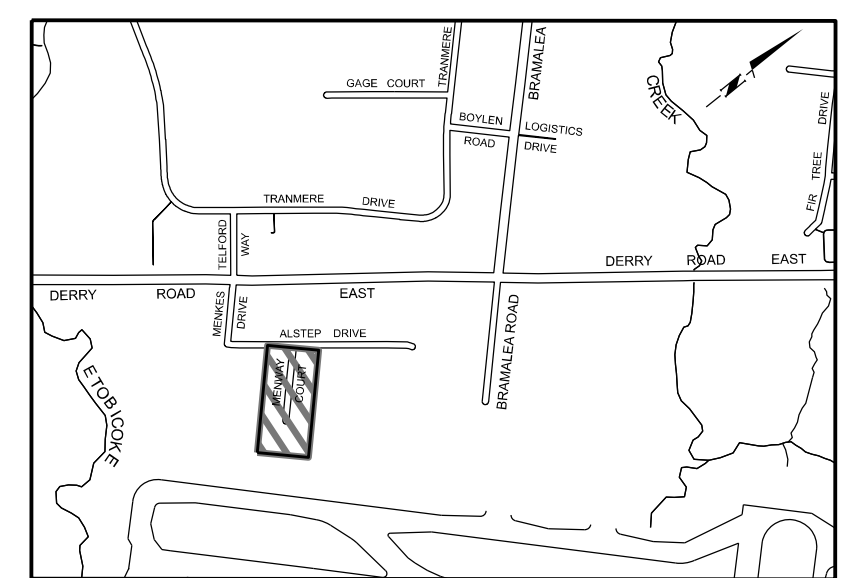 TRANMERE
BRAMALEA
GAGE COURT
CREEK
N
BOYLEN
ROAD
LOGISTICS
DRIVE
DRIVE
FIR TREE
TRANMERE DRIVE
TELFORD
WAY
DERRY ROAD EAST
DERRY ROAD EAST
MENKES
DRIVE
ALSTEP DRIVE
BRAMALEA ROAD
MENWAY
COURT
ETOBICOKE